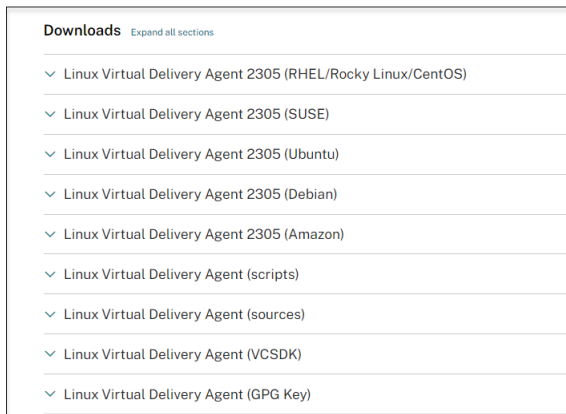 Downloads Expand all sections
Linux Virtual Delivery Agent 2305 (RHEL/Rocky Linux/CentOS)
Linux Virtual Delivery Agent 2305 (SUSE)
Linux Virtual Delivery Agent 2305 (Ubuntu)
Linux Virtual Delivery Agent 2305 (Debian)
Linux Virtual Delivery Agent 2305 (Amazon)
Linux Virtual Delivery Agent (scripts)
Linux Virtual Delivery Agent (sources)
Linux Virtual Delivery Agent (VCSDK)
Linux Virtual Delivery Agent (GPG Key)